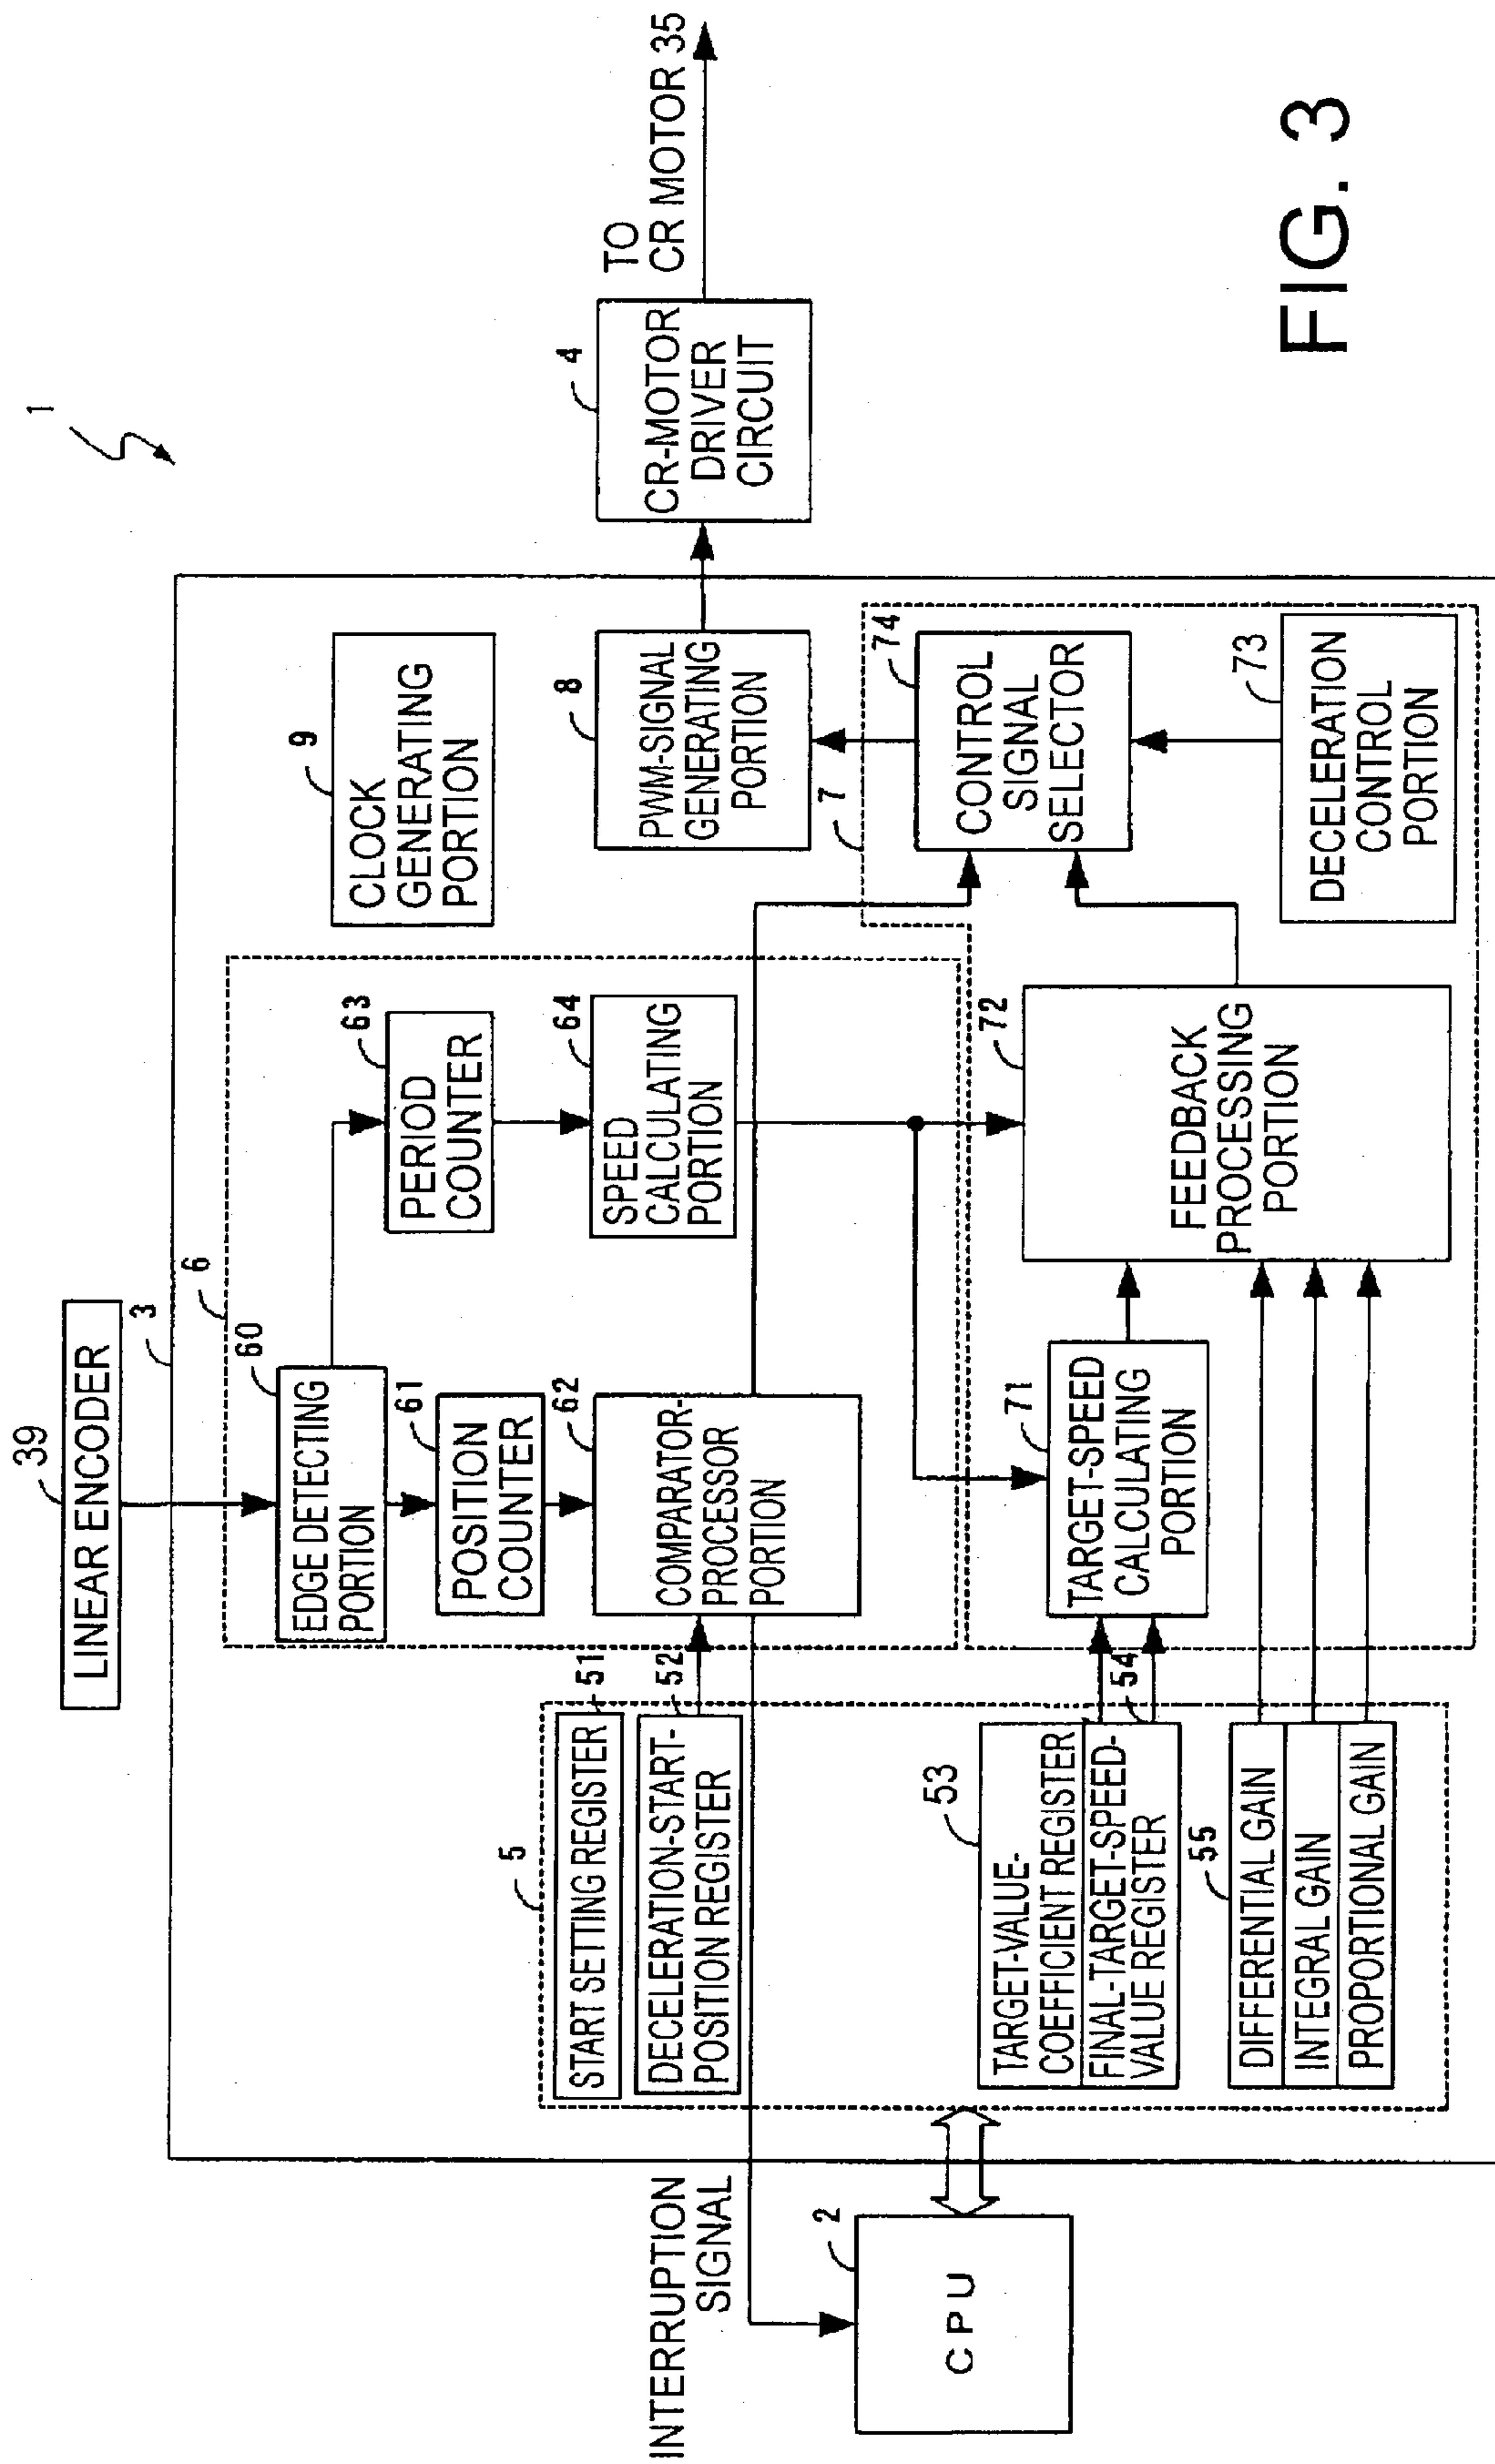 1
39
LINEAR ENCODER
3
6
60
EDGE DETECTING
PORTION
61
POSITION
COUNTER
62
COMPARATOR-
PROCESSOR
PORTION
63
PERIOD
COUNTER
64
SPEED
CALCULATING
PORTION
9
CLOCK
GENERATING
PORTION
8
PWM-SIGNAL
GENERATING
PORTION
4
CR-MOTOR
DRIVER
CIRCUIT
TO
CR MOTOR 35
INTERRUPTION
SIGNAL
2
CPU
5
51
START SETTING REGISTER
52
DECELERATION-START-
POSITION REGISTER
53
TARGET-VALUE-
COEFFICIENT REGISTER
54
FINAL-TARGET-SPEED-
VALUE REGISTER
55
DIFFERENTIAL GAIN
INTEGRAL GAIN
PROPORTIONAL GAIN
7
71
TARGET-SPEED
CALCULATING
PORTION
72
FEEDBACK
PROCESSING
PORTION
74
CONTROL
SIGNAL
SELECTOR
73
DECELERATION
CONTROL
PORTION
FIG. 3